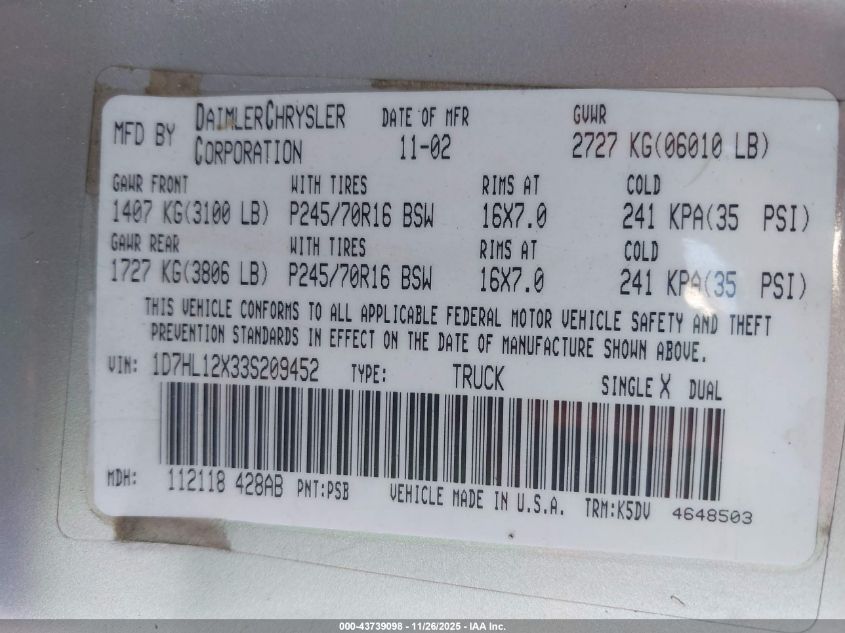 MFD BY DAIMLERCHRYSLER CORPORATION DATE OF MFR 11-02 GVWR 2727 KG(06010 LB)
GAWR FRONT WITH TIRES RIMS AT COLD
1407 KG(3100 LB) P245/70R16 BSW 16X7.0 241 KPA(35 PSI)
GAWR REAR WITH TIRES RIMS AT COLD
1727 KG(3806 LB) P245/70R16 BSW 16X7.0 241 KPA(35 PSI)
THIS VEHICLE CONFORMS TO ALL APPLICABLE FEDERAL MOTOR VEHICLE SAFETY AND THEFT
PREVENTION STANDARDS IN EFFECT ON THE DATE OF MANUFACTURE SHOWN ABOVE.
VIN: 1D7HL12X33S209452 TYPE: TRUCK SINGLE X DUAL
MDH: 112118 428AB PNT:PSB VEHICLE MADE IN U.S.A. TRM:K5DV 4648503
000-43739098 - 11/26/2025 - IAA Inc.